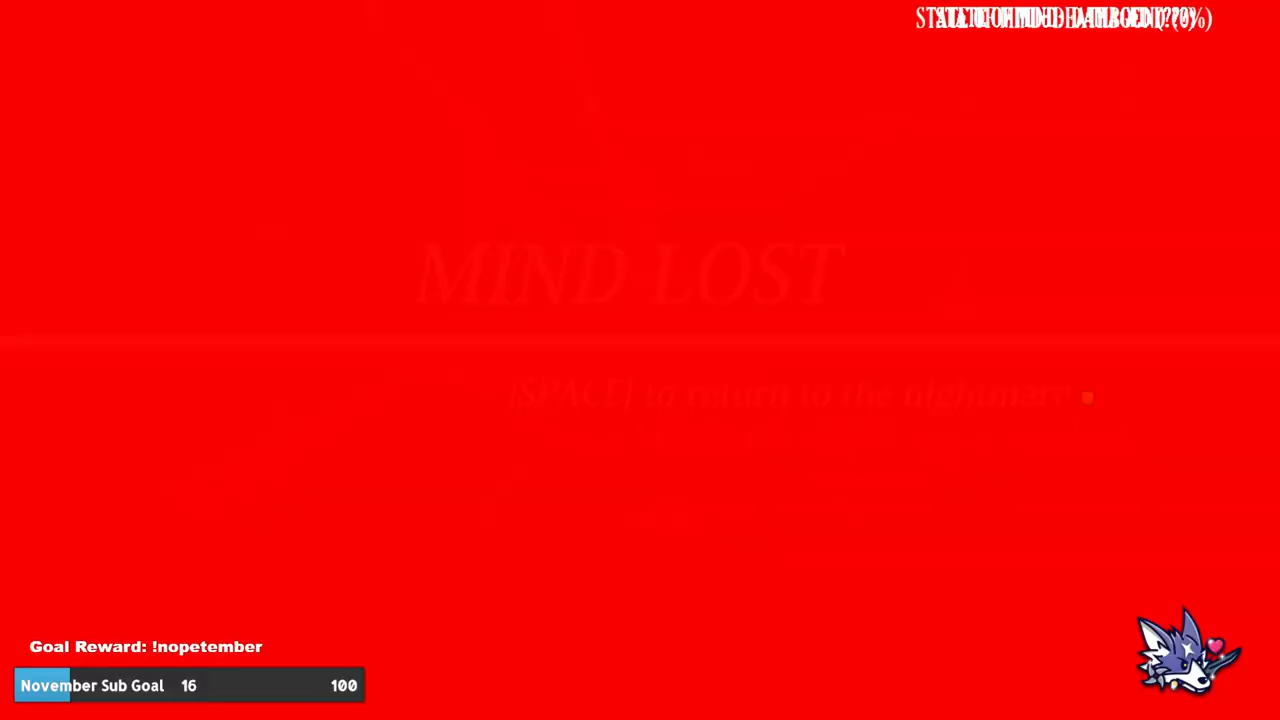 MIND LOST
[SPACE] to return to the nightmare
Goal Reward: !nopetember
November Sub Goal 16 100